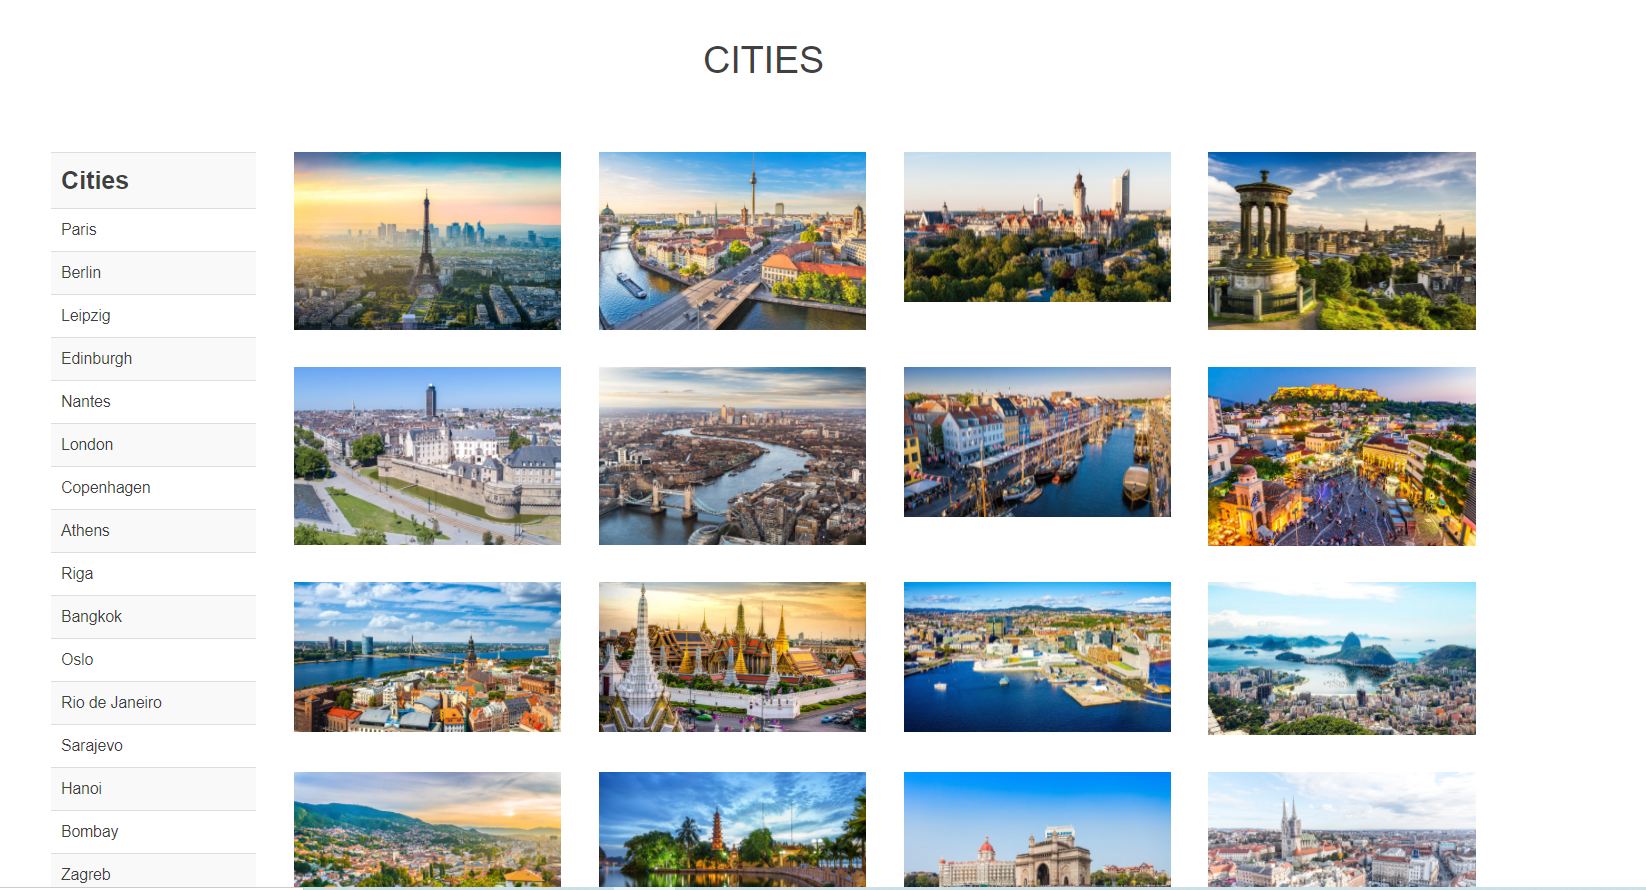 CITIES
Cities
Paris
Berlin
Leipzig
Edinburgh
Nantes
London
Copenhagen
Athens
Riga
Bangkok
Oslo
Rio de Janeiro
Sarajevo
Hanoi
Bombay
Zagreb